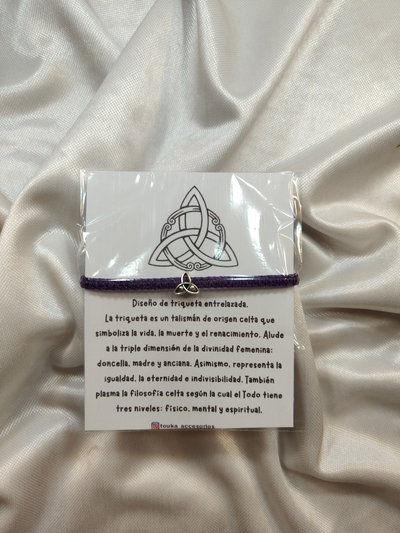 Diseño de triqueta entrelazada.
La triqueta es un talismán de origen celta que
simboliza la vida, la muerte y el renacimiento. Alude
a la triple dimensión de la divinidad femenina:
doncella, madre y anciana. Asimismo, representa la
igualdad, la eternidad e indivisibilidad. También
plasma la filosofía celta según la cual el Todo tiene
tres niveles: físico, mental y espiritual.
touka_accesorios